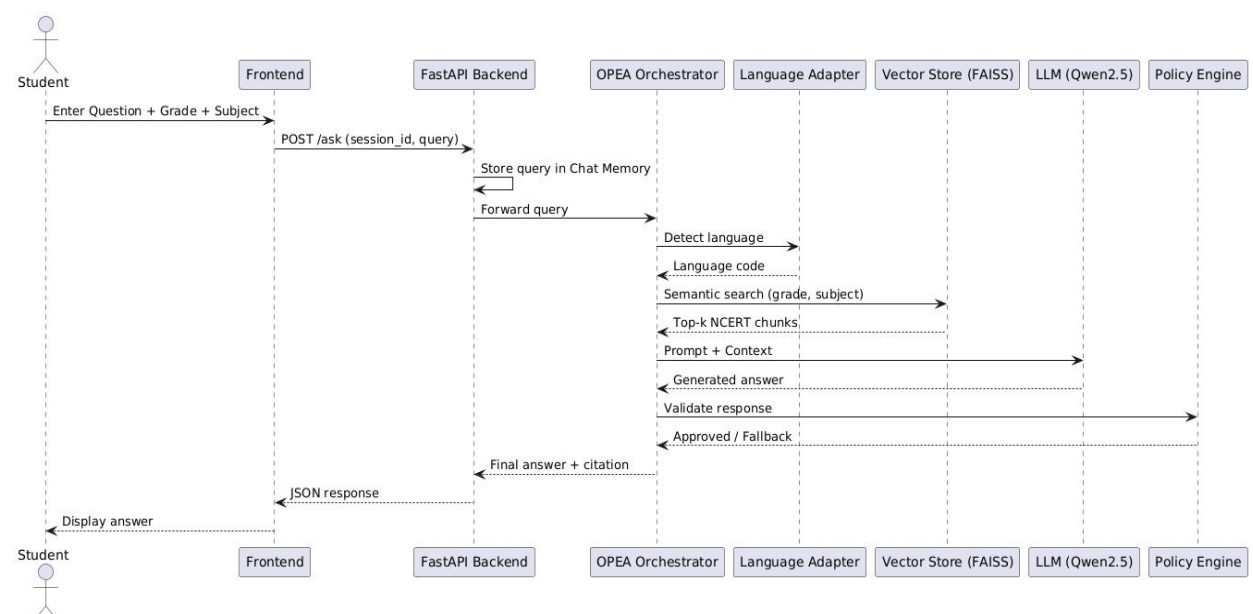 Student
Frontend
FastAPI Backend
OPEA Orchestrator
Language Adapter
Vector Store (FAISS)
LLM (Qwen2.5)
Policy Engine
Enter Question + Grade + Subject
POST /ask (session_id, query)
Store query in Chat Memory
Forward query
Detect language
Language code
Semantic search (grade, subject)
Top-k NCERT chunks
Prompt + Context
Generated answer
Validate response
Approved / Fallback
Final answer + citation
JSON response
Display answer
Student
Frontend
FastAPI Backend
OPEA Orchestrator
Language Adapter
Vector Store (FAISS)
LLM (Qwen2.5)
Policy Engine